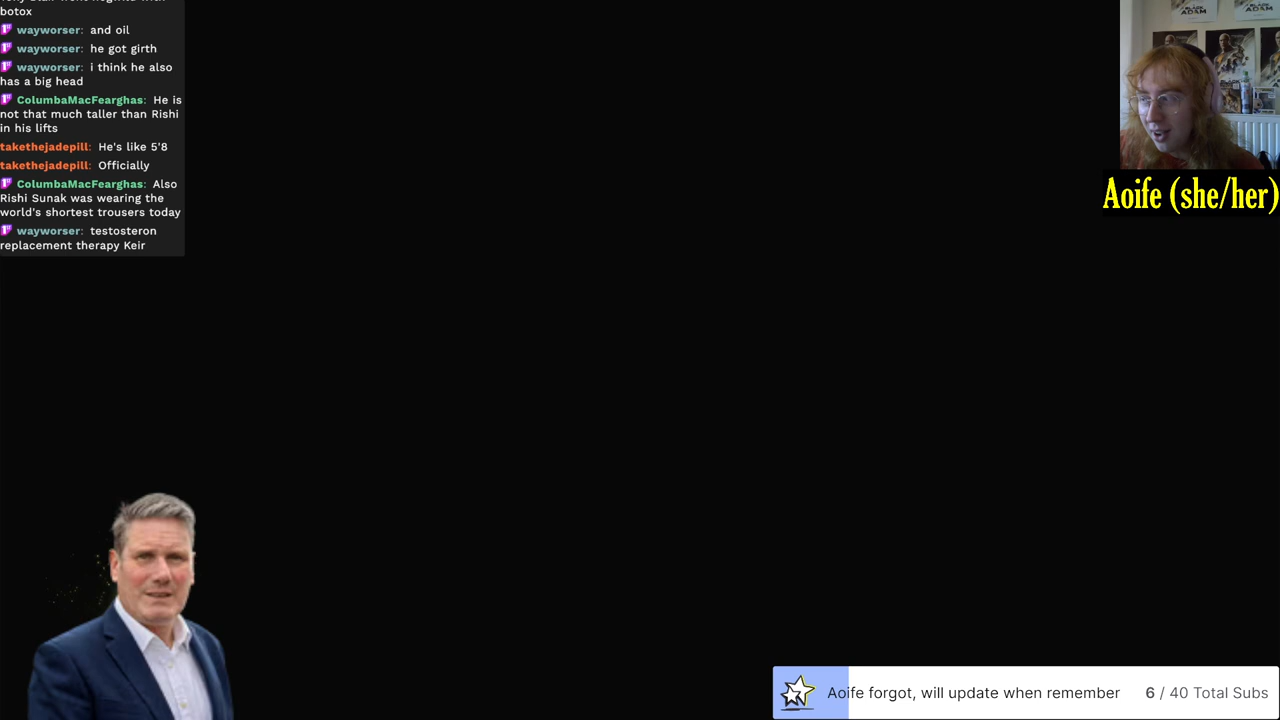 botox
wayworser: and oil
wayworser: he got girth
wayworser: i think he also
has a big head
ColumbaMacFearghas: He is
not that much taller than Rishi
in his lifts
takethejadepill: He's like 5'8
takethejadepill: Officially
ColumbaMacFearghas: Also
Rishi Sunak was wearing the
world's shortest trousers today
wayworser: testosteron
replacement therapy Keir
BLACK
ADAM
Aoife (she/her)
Aoife forgot, will update when remember 6 / 40 Total Subs